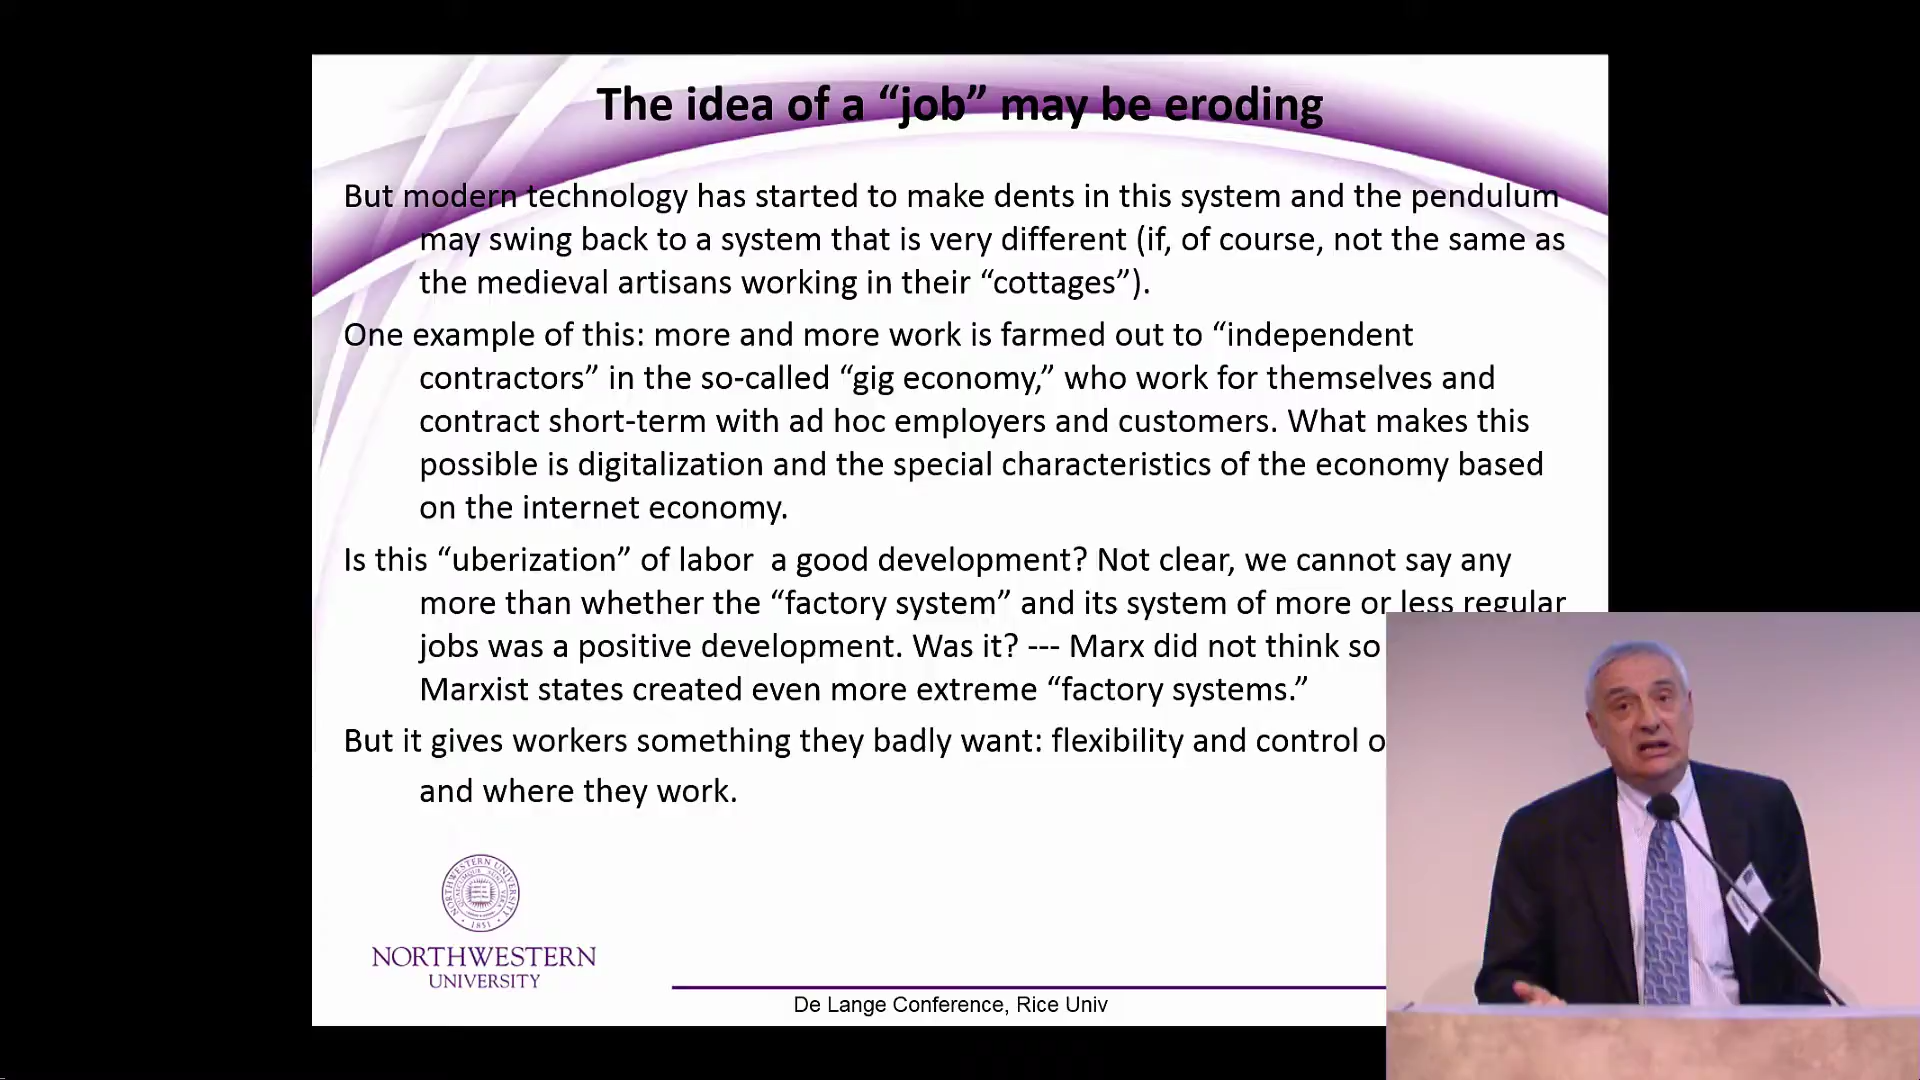 The idea of a “job” may be eroding
But modern technology has started to make dents in this system and the pendulum
may swing back to a system that is very different (if, of course, not the same as
the medieval artisans working in their “cottages”).
One example of this: more and more work is farmed out to “independent
contractors” in the so-called “gig economy,” who work for themselves and
contract short-term with ad hoc employers and customers. What makes this
possible is digitalization and the special characteristics of the economy based
on the internet economy.
Is this “uberization” of labor  a good development? Not clear, we cannot say any
more than whether the “factory system” and its system of more or less regular
jobs was a positive development. Was it? --- Marx did not think so
Marxist states created even more extreme “factory systems.”
But it gives workers something they badly want: flexibility and control o
and where they work.
NORTHWESTERN UNIVERSITY
1851
NORTHWESTERN
UNIVERSITY
De Lange Conference, Rice Univ